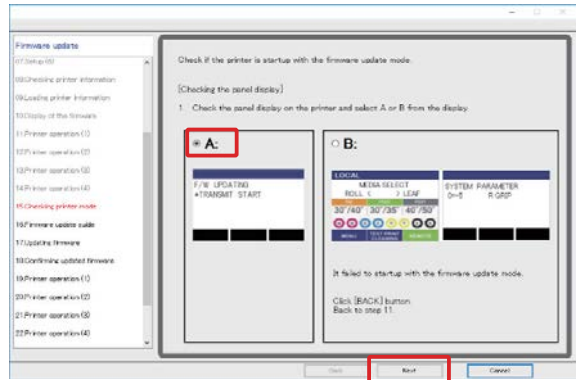 Firmware update
07.Setup (6)
08.Checking printer information
09.Loading printer information
10.Display of the firmware
11.Printer operation (1)
12.Printer operation (2)
13.Printer operation (3)
14.Printer operation (4)
15.Checking printer mode
16.Firmware update guide
17.Updating firmware
18.Confirming updated firmware
19.Printer operation (1)
20.Printer operation (2)
21.Printer operation (3)
22.Printer operation (4)
Check if the printer is startup with the firmware update mode.
[Checking the panel display]
1. Check the panel display on the printer and select A or B from the display.
A:
F/W UPDATING
*TRANSMIT START
B:
LOCAL
MEDIA SELECT
ROLL < > LEAF
30°/40° 30°/35° 40°/50°
MENU TEST PRINT CLEANING REMOTE
SYSTEM PARAMETER
R.GRIP
It failed to startup with the firmware update mode.
Click [BACK] button.
Back to step 11.
Back
Next
Cancel